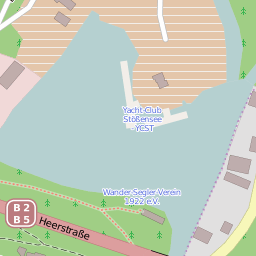 Yacht-Club
Stößensee
- YCST
Wander-Segler Verein
1922 e.V.
B 2
B 5
Heerstraße